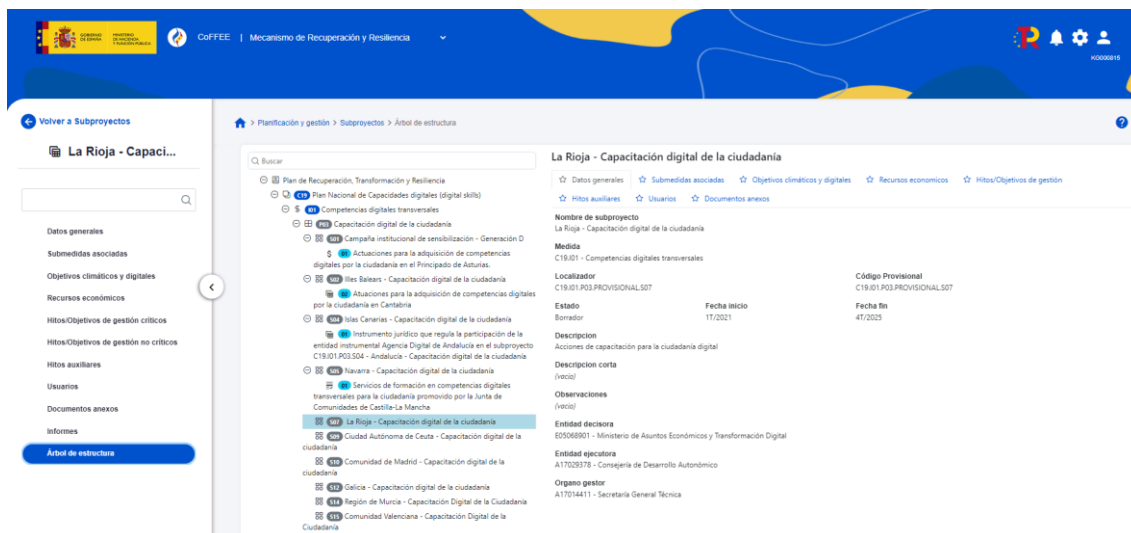 GOBIERNO DE ESPAÑA
MINISTERIO DE HACIENDA Y FUNCIÓN PÚBLICA
CoFFEE | Mecanismo de Recuperación y Resiliencia
KG000815
Volver a Subproyectos
La Rioja - Capaci...
Datos generales
Submedidas asociadas
Objetivos climáticos y digitales
Recursos económicos
Hitos/Objetivos de gestión críticos
Hitos/Objetivos de gestión no críticos
Hitos auxiliares
Usuarios
Documentos anexos
Informes
Árbol de estructura
> Planificación y gestión > Subproyectos > Árbol de estructura
Buscar
Plan de Recuperación, Transformación y Resiliencia
C19 Plan Nacional de Capacidades digitales (digital skills)
I01 Competencias digitales transversales
P03 Capacitación digital de la ciudadanía
S01 Campaña institucional de sensibilización - Generación D
01 Actuaciones para la adquisición de competencias
digitales por la ciudadanía en el Principado de Asturias.
S02 Illes Balears - Capacitación digital de la ciudadanía
02 Atuaciones para la adquisición de competencias digitales
por la ciudadanía en Cantabria
S04 Islas Canarias - Capacitación digital de la ciudadanía
01 Instrumento jurídico que regula la participación de la
entidad instrumental Agencia Digital de Andalucía en el subproyecto
C19.I01.P03.S04 - Andalucía - Capacitación digital de la ciudadanía
S05 Navarra - Capacitación digital de la ciudadanía
01 Servicios de formación en competencias digitales
transversales para la ciudadanía promovido por la Junta de
Comunidades de Castilla-La Mancha
S07 La Rioja - Capacitación digital de la ciudadanía
S09 Ciudad Autónoma de Ceuta - Capacitación digital de la
ciudadanía
S10 Comunidad de Madrid - Capacitación digital de la
ciudadanía
S12 Galicia - Capacitación digital de la ciudadanía
S14 Región de Murcia - Capacitación Digital de la Ciudadanía
S15 Comunidad Valenciana - Capacitación Digital de la
Ciudadanía
La Rioja - Capacitación digital de la ciudadanía
Datos generales Submedidas asociadas Objetivos climáticos y digitales Recursos economicos Hitos/Objetivos de gestión
Hitos auxiliares Usuarios Documentos anexos
Nombre de subproyecto
La Rioja - Capacitación digital de la ciudadanía
Medida
C19.I01 - Competencias digitales transversales
Localizador Código Provisional
C19.I01.P03.PROVISIONAL.S07 C19.I01.P03.PROVISIONAL.S07
Estado Fecha inicio Fecha fin
Borrador 1T/2021 4T/2025
Descripcion
Acciones de capacitación para la ciudadanía digital
Descripcion corta
(vacio)
Observaciones
(vacio)
Entidad decisora
E05068901 - Ministerio de Asuntos Económicos y Transformación Digital
Entidad ejecutora
A17029378 - Consejería de Desarrollo Autonómico
Organo gestor
A17014411 - Secretaría General Técnica